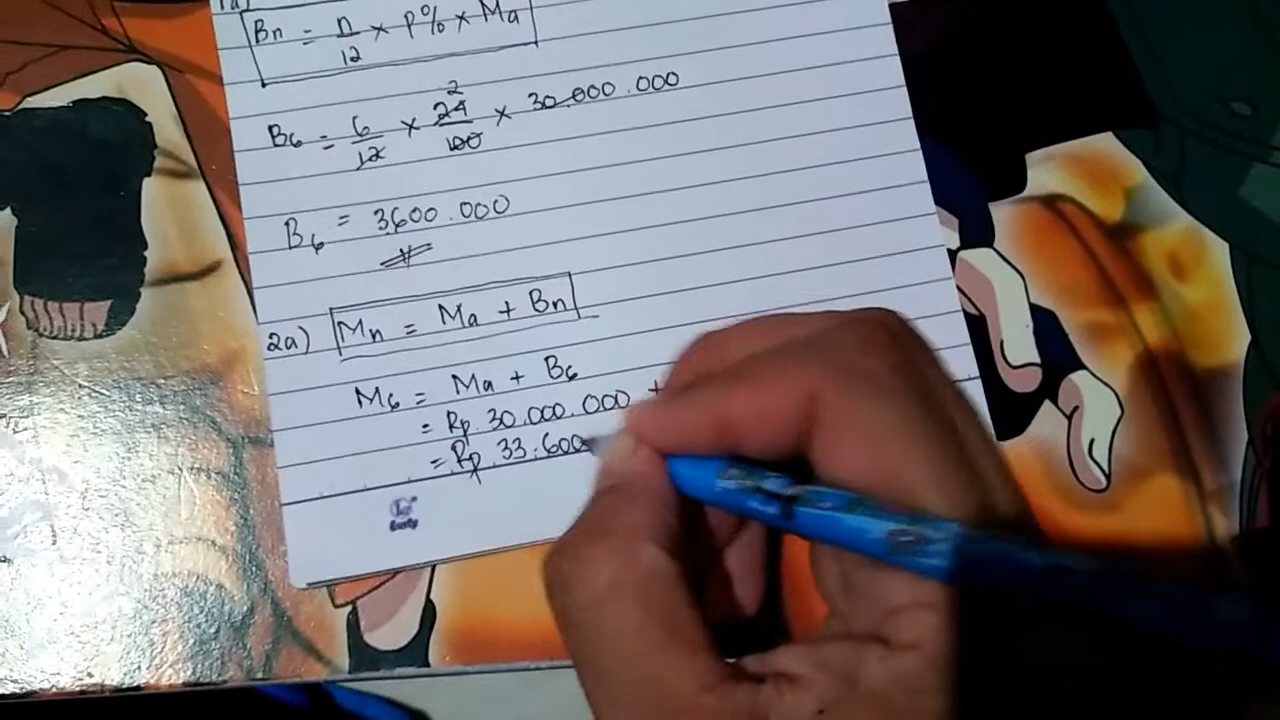 1a)
Bn = n/12 × P% × Ma
B6 = 6/12 × 24/100 × 30.000.000
2
B6 = 3600.000
2a) Mn = Ma + Bn
M6 = Ma + B6
= Rp. 30.000.000 +
= Rp. 33.600